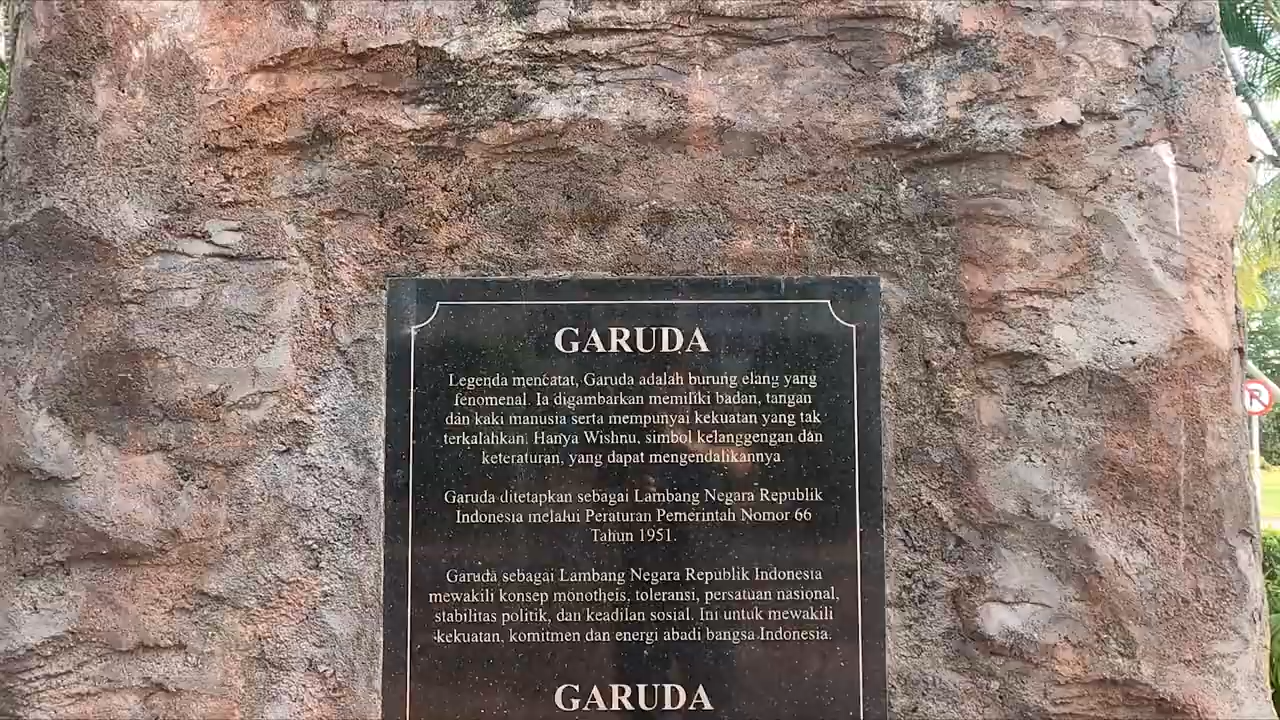 GARUDA
Legenda mencatat, Garuda adalah burung elang yang
fenomenal. Ia digambarkan memiliki badan, tangan
dan kaki manusia serta mempunyai kekuatan yang tak
terkalahkan. Hanya Wishnu, simbol kelanggengan dan
keteraturan, yang dapat mengendalikannya.
Garuda ditetapkan sebagai Lambang Negara Republik
Indonesia melalui Peraturan Pemerintah Nomor 66
Tahun 1951.
Garuda sebagai Lambang Negara Republik Indonesia
mewakili konsep monotheis, toleransi, persatuan nasional,
stabilitas politik, dan keadilan sosial. Ini untuk mewakili
kekuatan, komitmen dan energi abadi bangsa Indonesia.
GARUDA
P